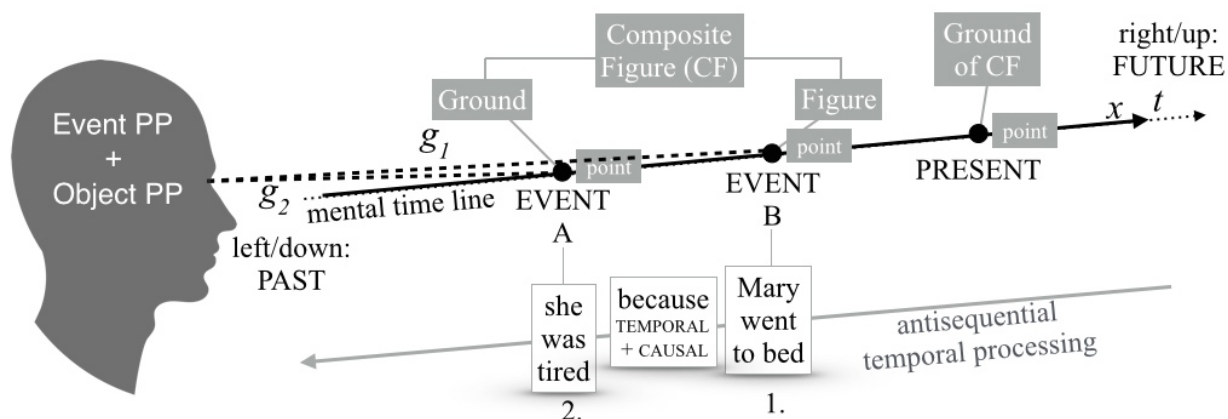 Event PP
+
Object PP
Composite
Figure (CF)
Ground
Figure
Ground
of CF
right/up:
FUTURE
x
t
g1
g2
point
point
point
mental time line
EVENT
A
EVENT
B
PRESENT
left/down:
PAST
she
was
tired
because
TEMPORAL
+ CAUSAL
Mary
went
to bed
antisequential
temporal processing
2.
1.